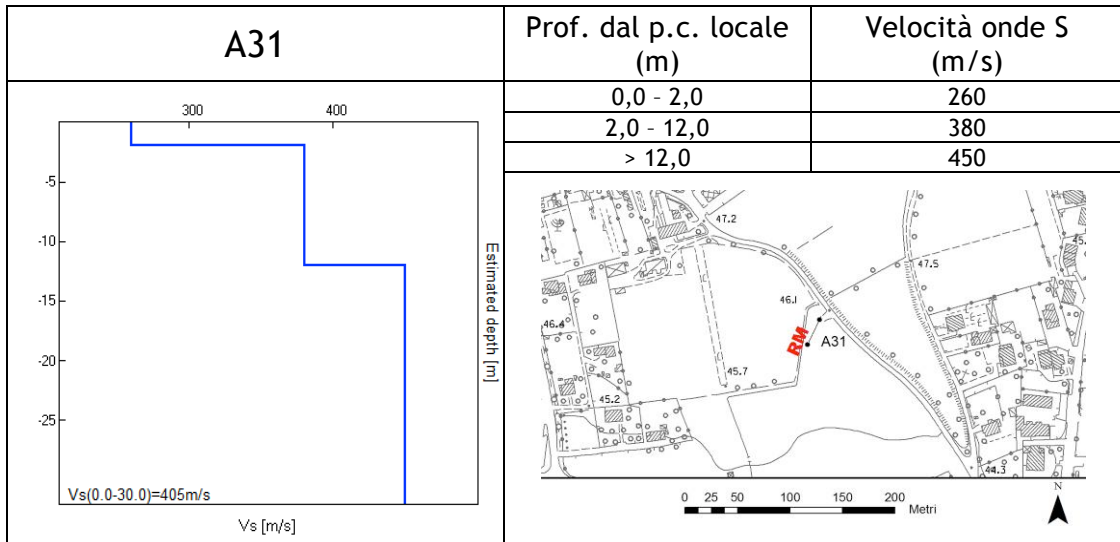 A31
Prof. dal p.c. locale
(m)
Velocità onde S
(m/s)
0,0 – 2,0
260
2,0 – 12,0
380
> 12,0
450
300
400
-5
-10
-15
-20
-25
Estimated depth [m]
Vs(0.0-30.0)=405m/s
Vs [m/s]
47.2
47.5
46.1
46.4
RM
A31
45.7
45.2
44.3
0 25 50 100 150 200
Metri
N